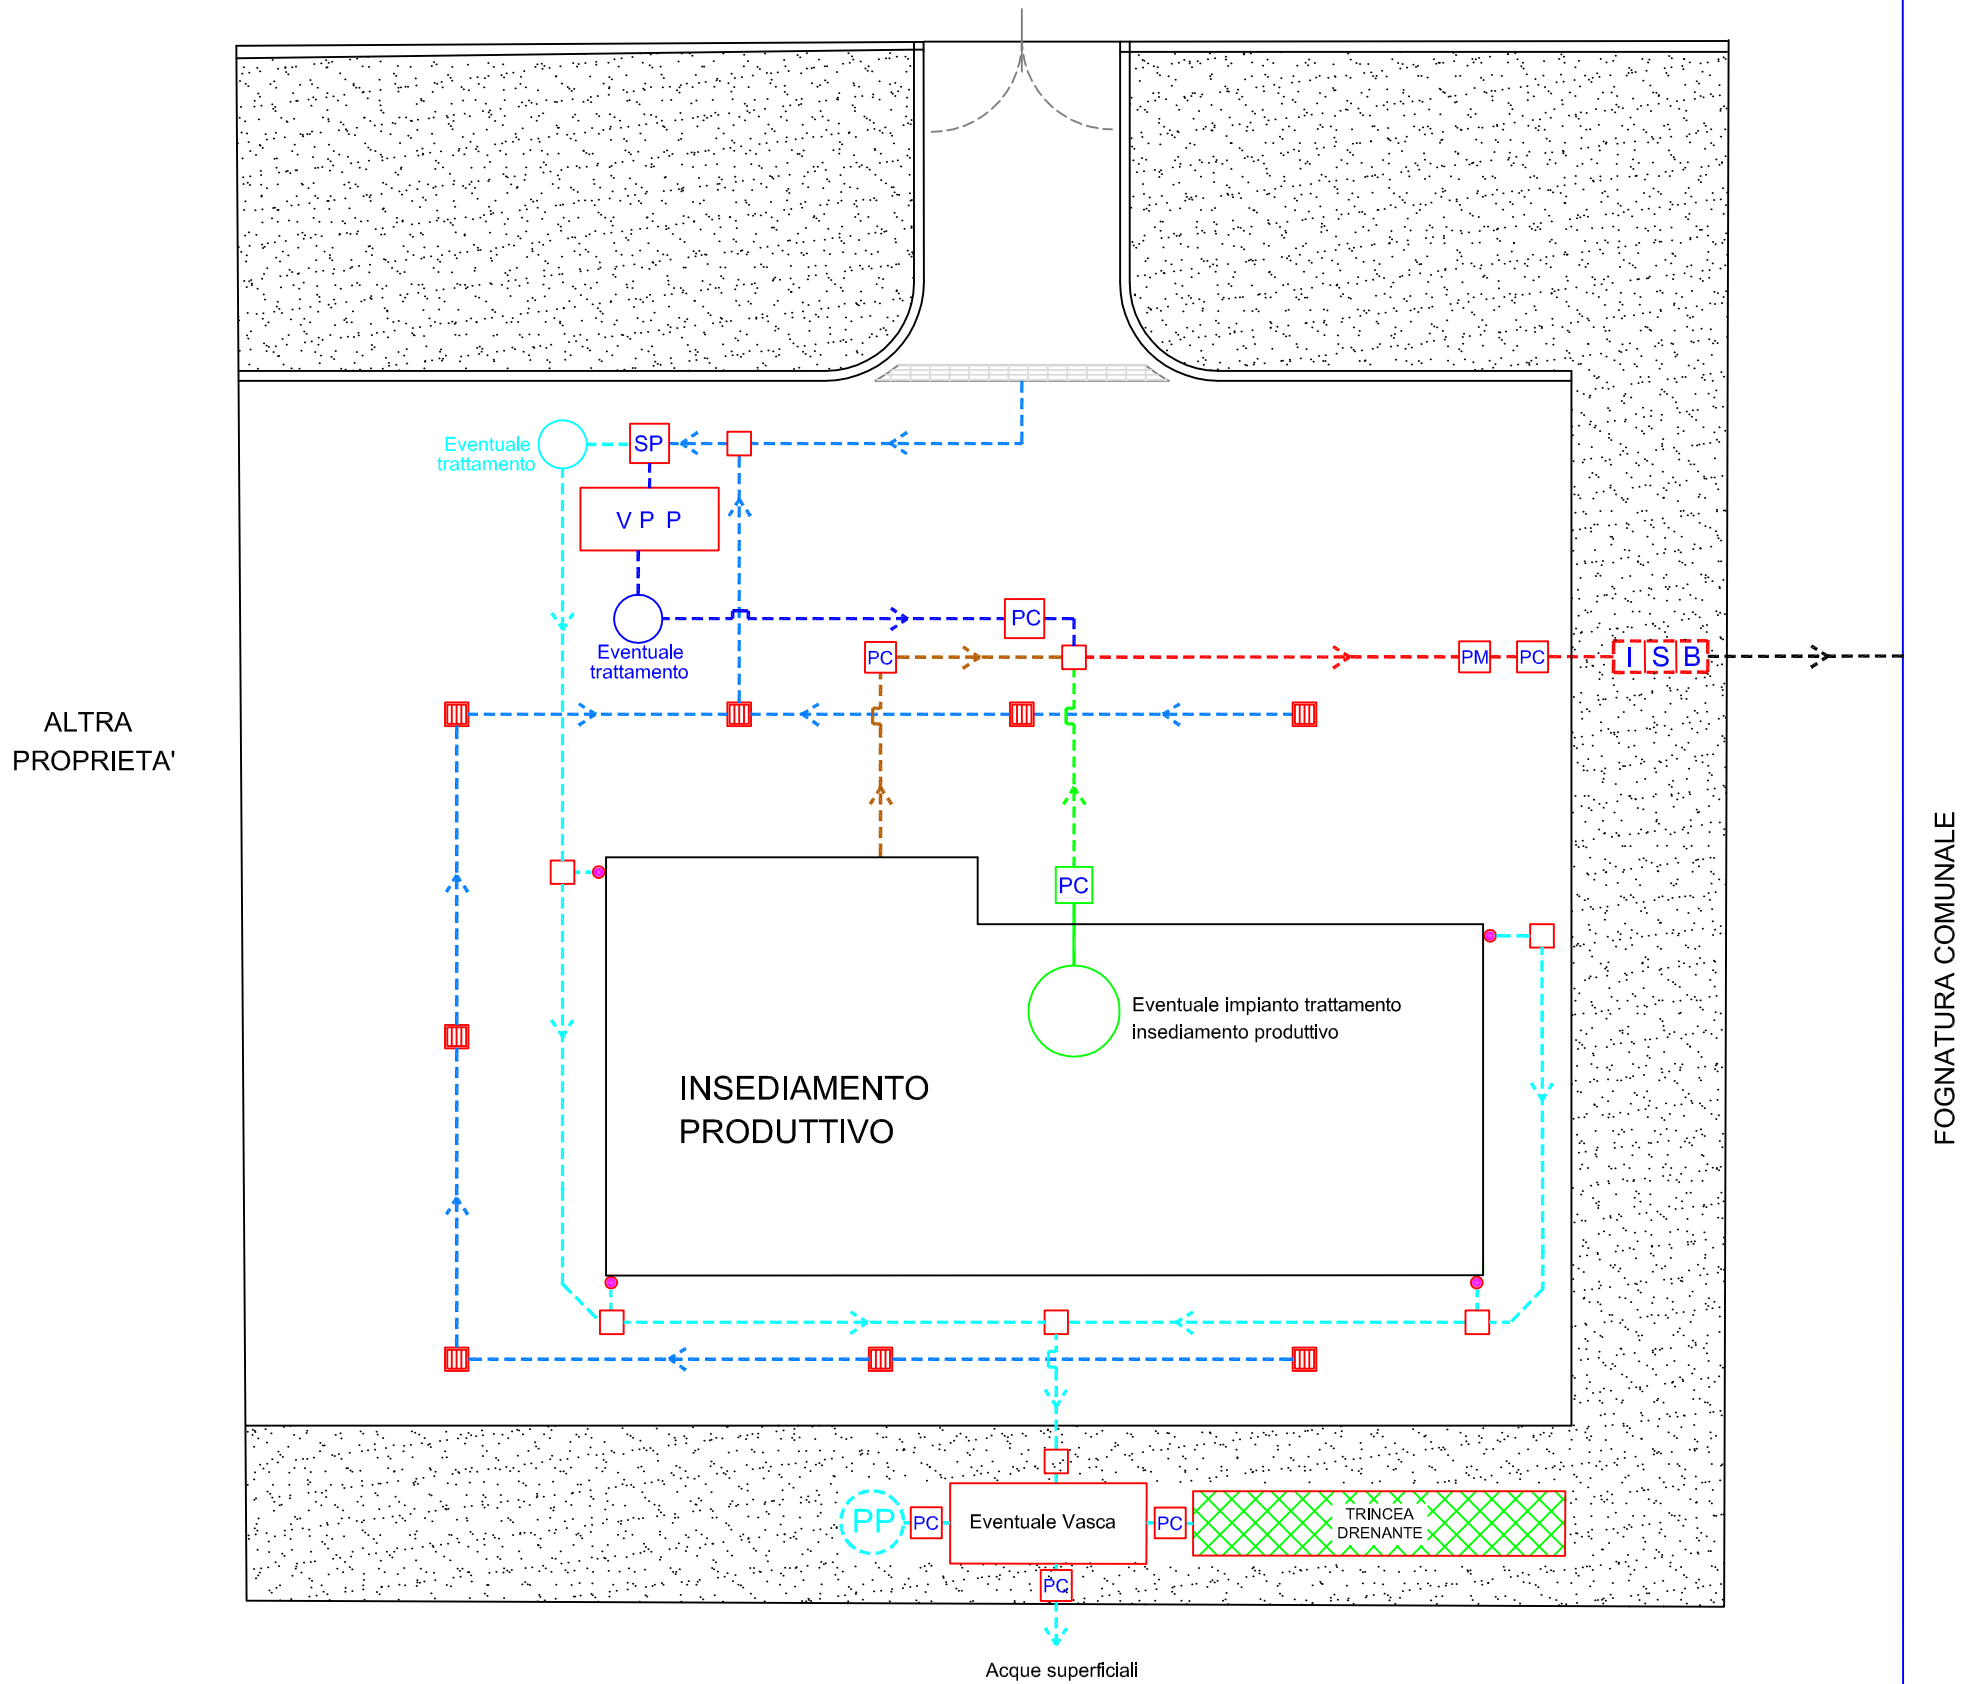 Eventuale
trattamento
SP
V P P
Eventuale
trattamento
PC
PC
PM
PC
I S B
ALTRA
PROPRIETA'
FOGNATURA COMUNALE
PC
Eventuale impianto trattamento
insediamento produttivo
INSEDIAMENTO
PRODUTTIVO
PP
PC
Eventuale Vasca
PC
TRINCEA
DRENANTE
PC
Acque superficiali